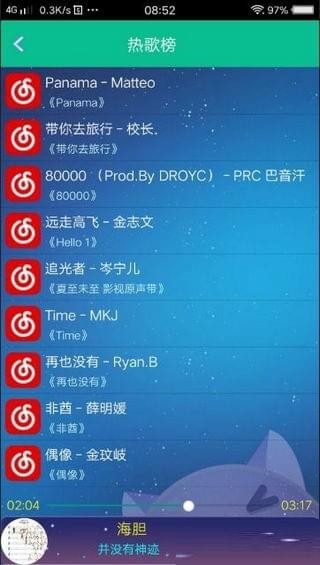 4G 0.3K/s 08:52 97%
热歌榜
Panama - Matteo
《Panama》
带你去旅行 - 校长.
《带你去旅行》
80000 （Prod.By DROYC） - PRC 巴音汗
《80000》
远走高飞 - 金志文
《Hello 1》
追光者 - 岑宁儿
《夏至未至 影视原声带》
Time - MKJ
《Time》
再也没有 - Ryan.B
《再也没有》
非酋 - 薛明媛
《非酋》
偶像 - 金玟岐
《偶像》
02:04 03:17
海胆
并没有神迹